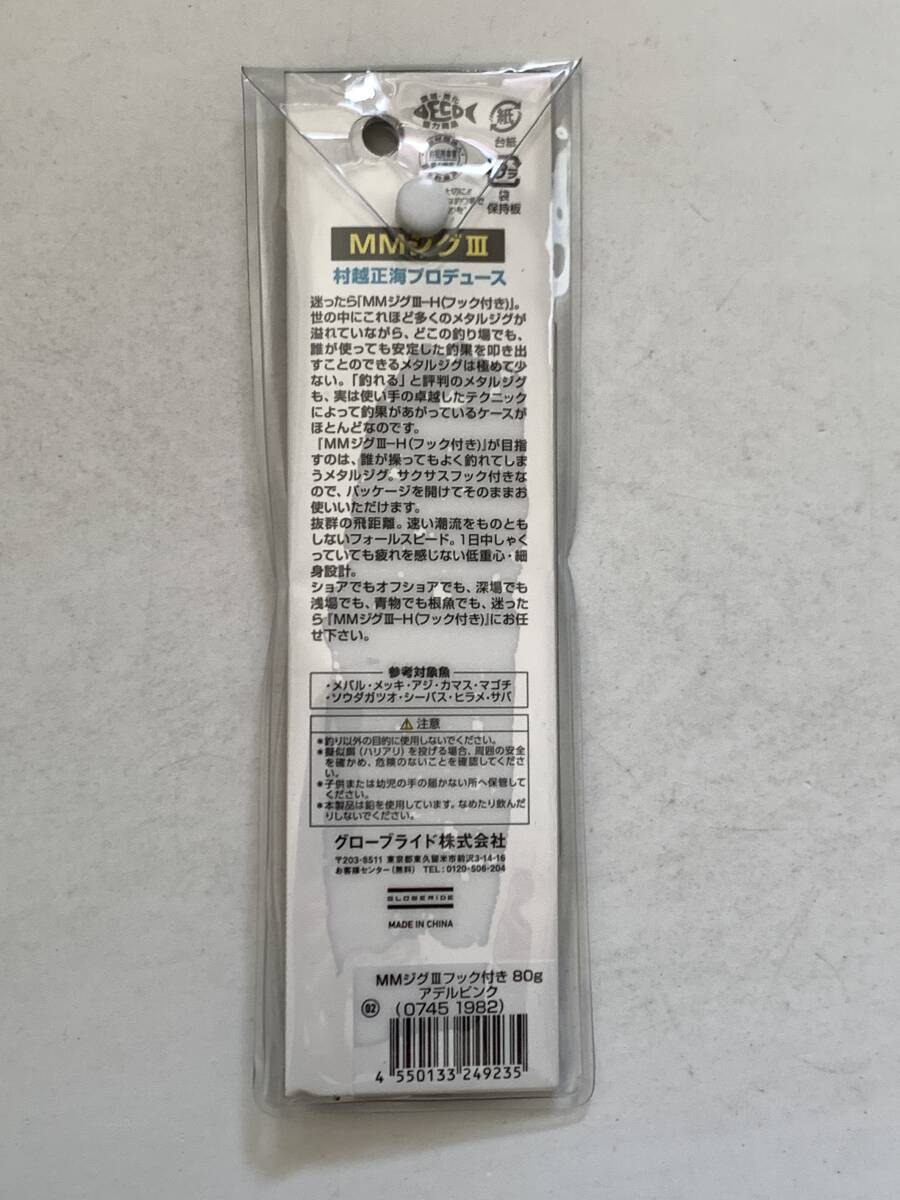 ECO
協力商品
紙
台紙
プラ
袋
保持板
MMジグⅢ
村越正海プロデュース
迷ったら「MMジグⅢ-H(フック付き)」。
世の中にこれほど多くのメタルジグが
溢れていながら、どこの釣り場でも、
誰が使っても安定した釣果を叩き出
すことのできるメタルジグは極めて少
ない。「釣れる」と評判のメタルジグ
も、実は使い手の卓越したテクニック
によって釣果があがっているケースが
ほとんどなのです。
『MMジグⅢ-H(フック付き)』が目指
すのは、誰が操ってもよく釣れてしま
うメタルジグ。サクサスフック付きな
ので、パッケージを開けてそのままお
使いいただけます。
抜群の飛距離。速い潮流をものとも
しないフォールスピード。1日中しゃく
っていても疲れを感じない低重心・細
身設計。
ショアでもオフショアでも、深場でも
浅場でも、青物でも根魚でも、迷った
ら『MMジグⅢ-H(フック付き)』にお任
せ下さい。
参考対象魚
・メバル・メッキ・アジ・カマス・マゴチ
・ソウダガツオ・シーバス・ヒラメ・サバ
⚠注意
*釣り以外の目的に使用しないでください。
*擬似餌(ハリアリ)を投げる場合、周囲の安全
を確かめ、危険のないことを確認してくださ
い。
*子供または幼児の手の届かない所へ保管して
ください。
*本製品は鉛を使用しています。なめたり飲んだ
りしないでください。
グローブライド株式会社
〒203-8511 東京都東久留米市前沢3-14-16
お客様センター(無料) TEL:0120-506-204
GLOBERIDE
MADE IN CHINA
MMジグⅢフック付き 80g
アデルピンク
02 (0745 1982)
4 550133 249235